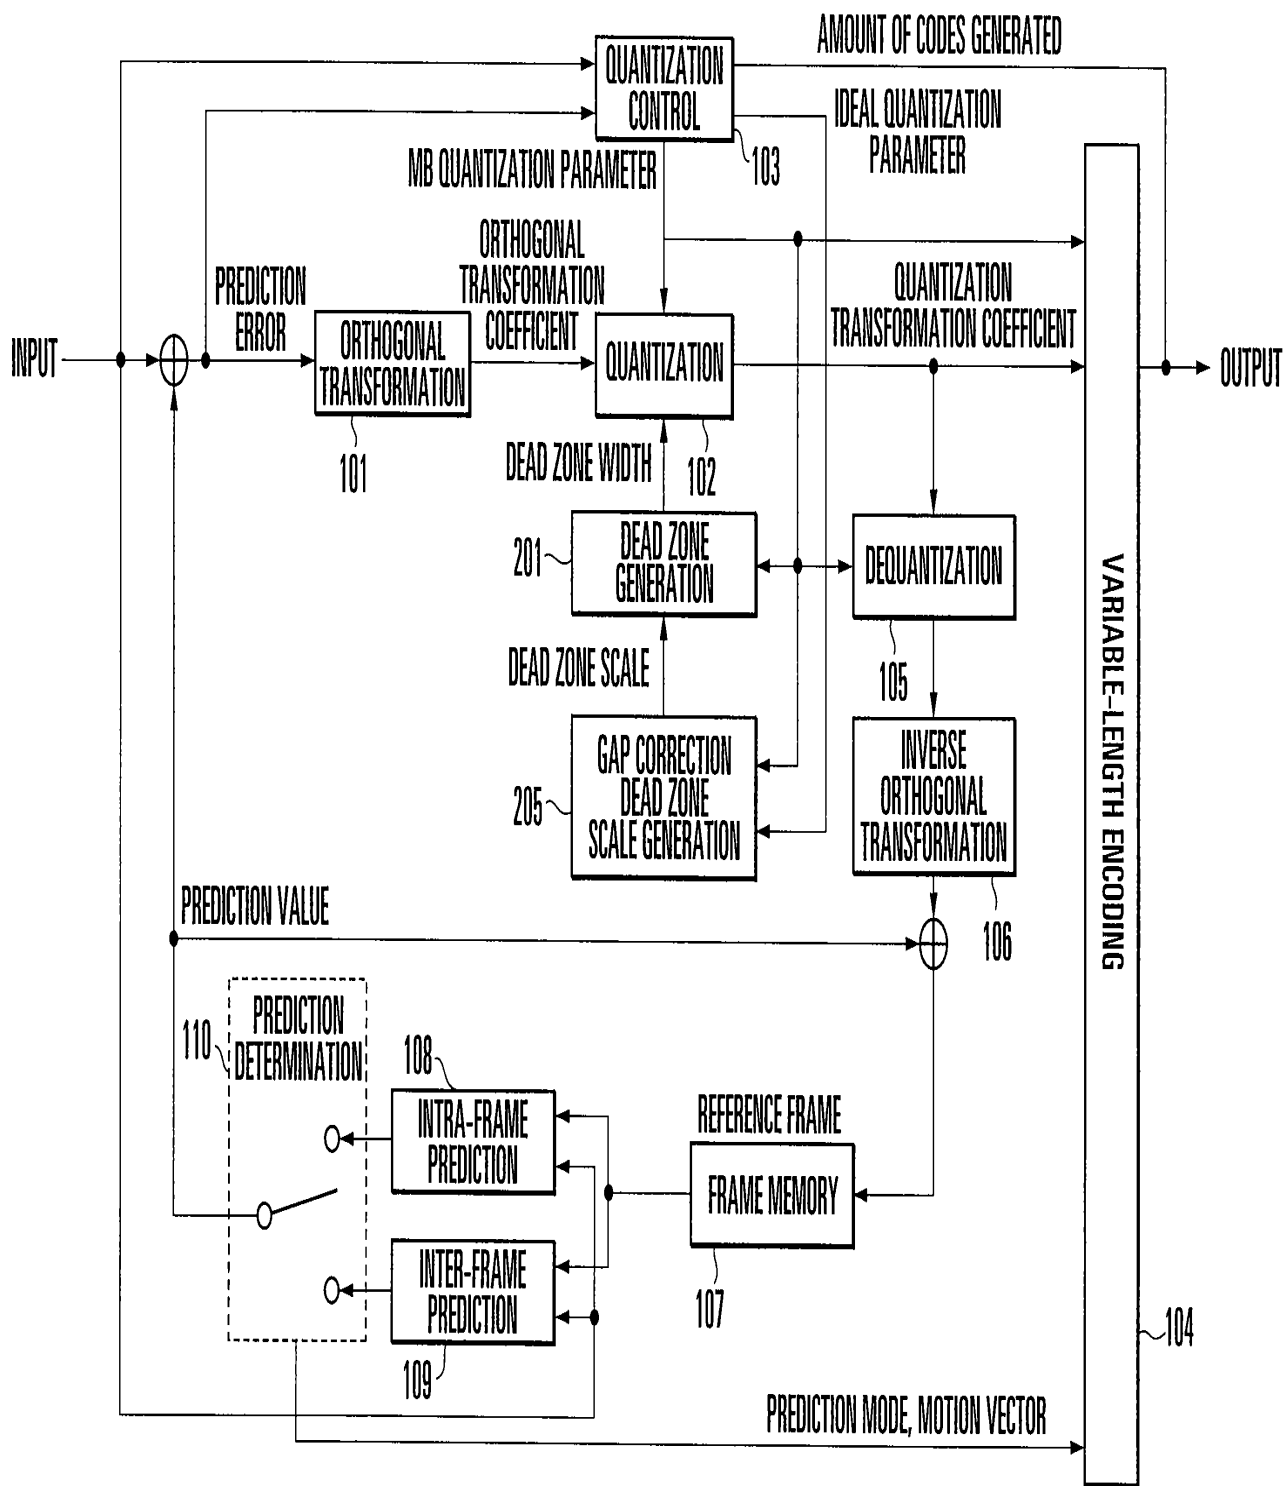 AMOUNT OF CODES GENERATED
QUANTIZATION
CONTROL
103
IDEAL QUANTIZATION
PARAMETER
MB QUANTIZATION PARAMETER
ORTHOGONAL
TRANSFORMATION
COEFFICIENT
PREDICTION
ERROR
QUANTIZATION
TRANSFORMATION COEFFICIENT
INPUT
ORTHOGONAL
TRANSFORMATION
101
QUANTIZATION
102
OUTPUT
DEAD ZONE WIDTH
201
DEAD ZONE
GENERATION
DEQUANTIZATION
105
DEAD ZONE SCALE
205
GAP CORRECTION
DEAD ZONE
SCALE GENERATION
INVERSE
ORTHOGONAL
TRANSFORMATION
106
VARIABLE-LENGTH ENCODING
104
PREDICTION VALUE
110
PREDICTION
DETERMINATION
108
INTRA-FRAME
PREDICTION
REFERENCE FRAME
FRAME MEMORY
107
INTER-FRAME
PREDICTION
109
PREDICTION MODE, MOTION VECTOR